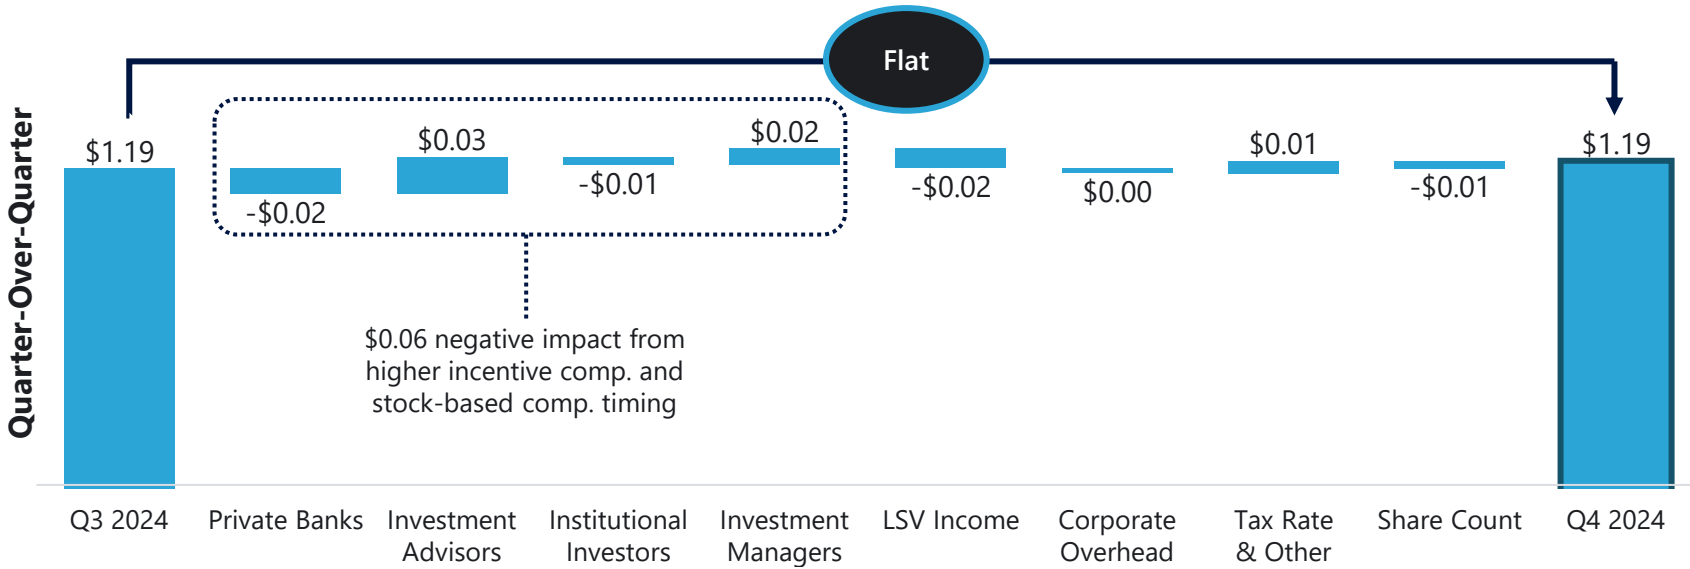 Flat
Quarter-Over-Quarter
$1.19
-$0.02
$0.03
-$0.01
$0.02
-$0.02
$0.00
$0.01
-$0.01
$1.19
$0.06 negative impact from
higher incentive comp. and
stock-based comp. timing
Q3 2024
Private Banks
Investment
Advisors
Institutional
Investors
Investment
Managers
LSV Income
Corporate
Overhead
Tax Rate
& Other
Share Count
Q4 2024